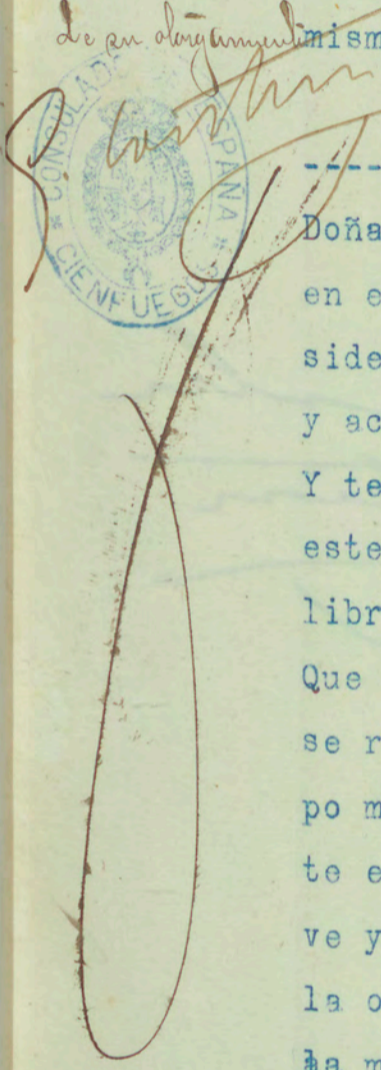 de su otorgamiento mism
CONSULADO DE ESPAÑA
CIENFUEGOS
----
Doña
en e
side
y ac
Y te
este
libr
Que
se r
po m
te e
ve y
la o
as m